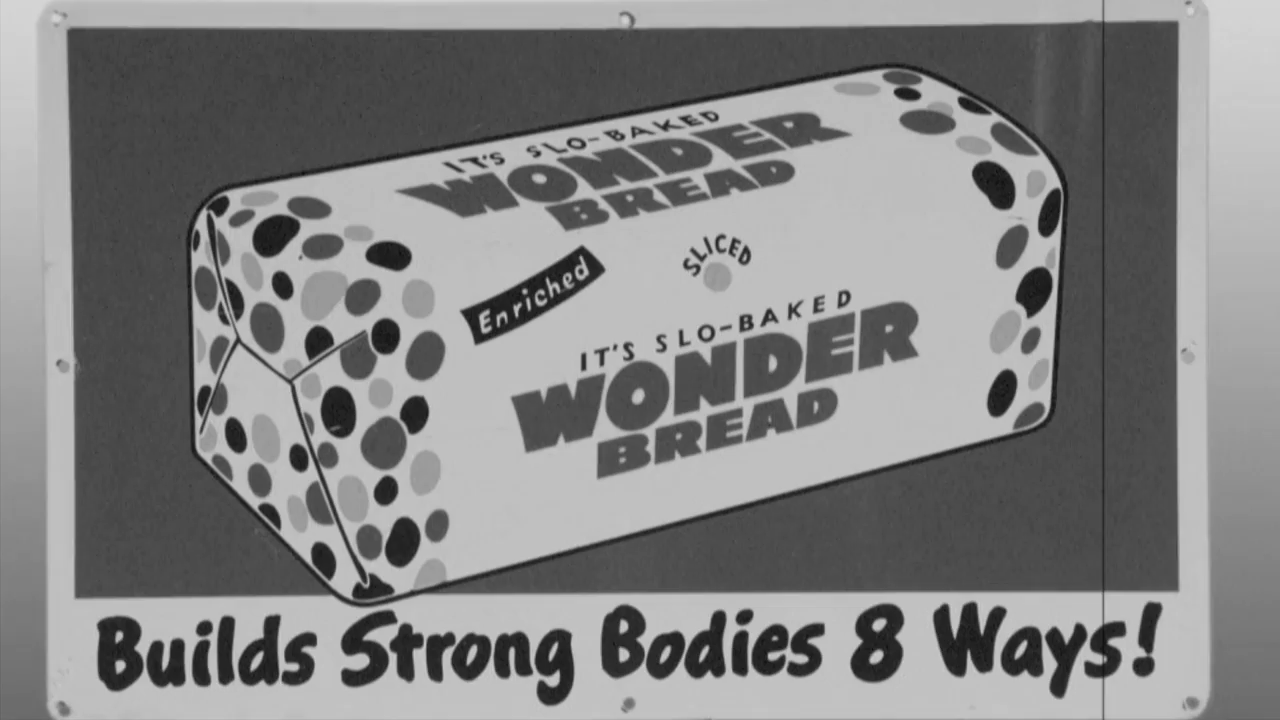 IT'S SLO-BAKED
WONDER
BREAD
Enriched
SLICED
IT'S SLO-BAKED
WONDER
BREAD
Builds Strong Bodies 8 Ways!